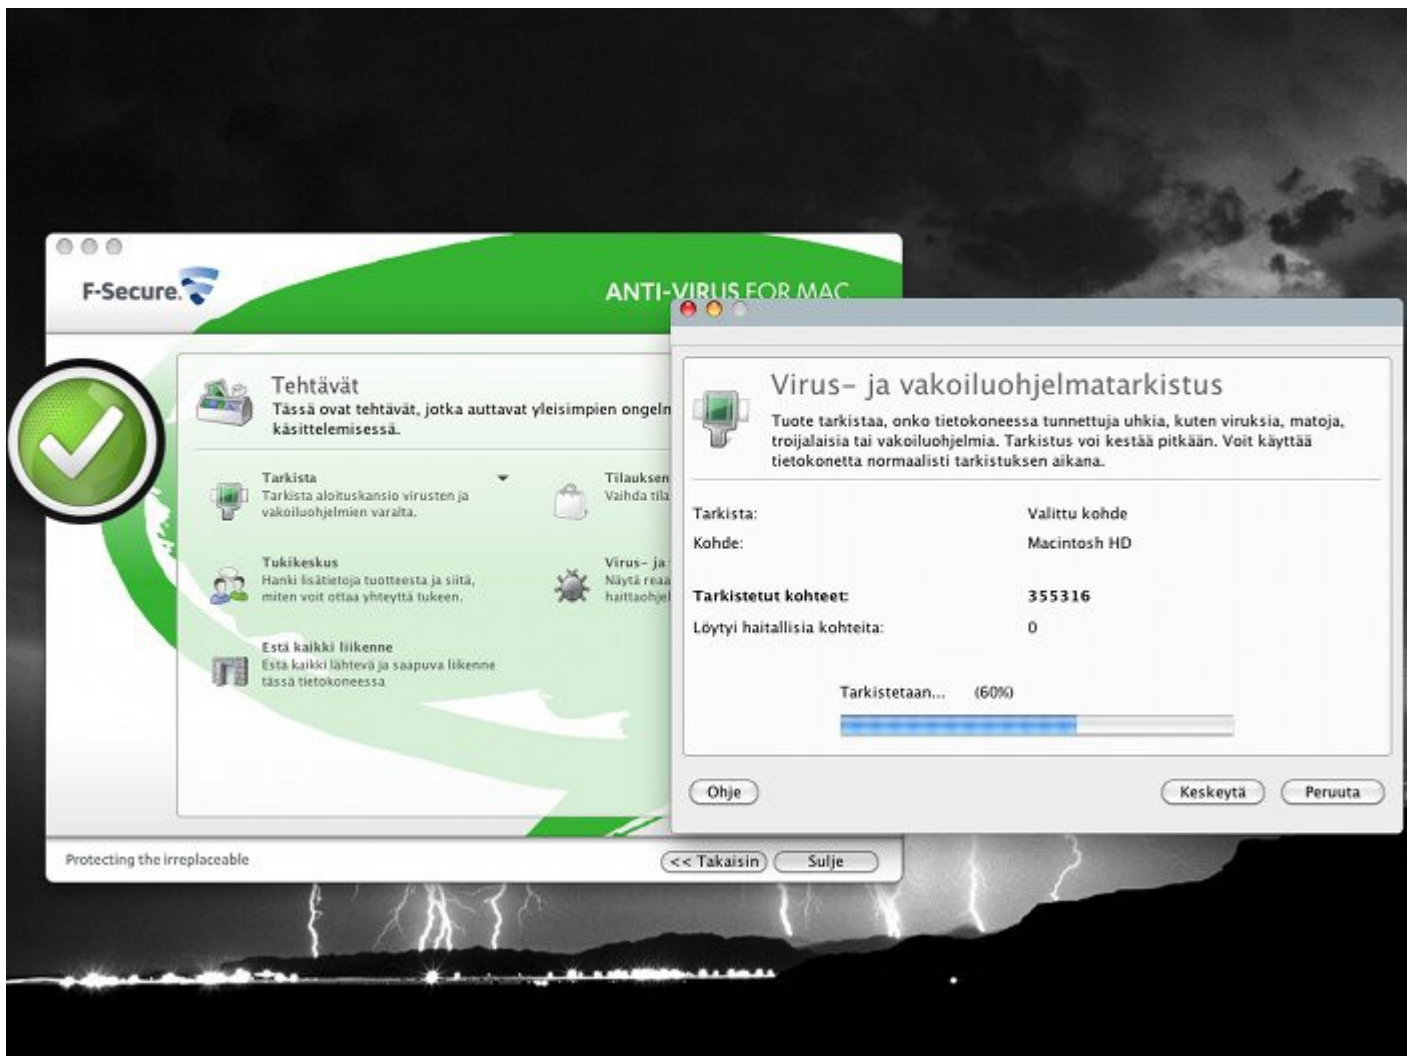 F-Secure.
ANTI-VIRUS FOR MAC
Tehtävät
Tässä ovat tehtävät, jotka auttavat yleisimpien
käsittelemisessä.
Tarkista
Tarkista aloituskansio virusten ja
vakoiluohjelmien varalta.
Tilauksen
Vaihda
Tukikeskus
Hanki lisätietoja tuotteesta ja siitä,
miten voit ottaa yhteyttä tukeen.
Virus- ja
Näytä
Estä kaikki liikenne
Estä kaikki lähtevä ja saapuva liikenne
tässä tietokoneessa
Protecting the irreplaceable
<< Takaisin
Sulje
Virus- ja vakoiluohjelmatarkistus
Tuote tarkistaa, onko tietokoneessa tunnettuja uhkia, kuten viruksia, matoja,
troijalaisia tai vakoiluohjelmia. Tarkistus voi kestää pitkään. Voit käyttää
tietokonetta normaalisti tarkistuksen aikana.
Tarkista: Valittu kohde
Kohde: Macintosh HD
Tarkistetut kohteet: 355316
Löytyi haitallisia kohteita: 0
Tarkistetaan... (60%)
Ohje
Keskeytä
Peruuta